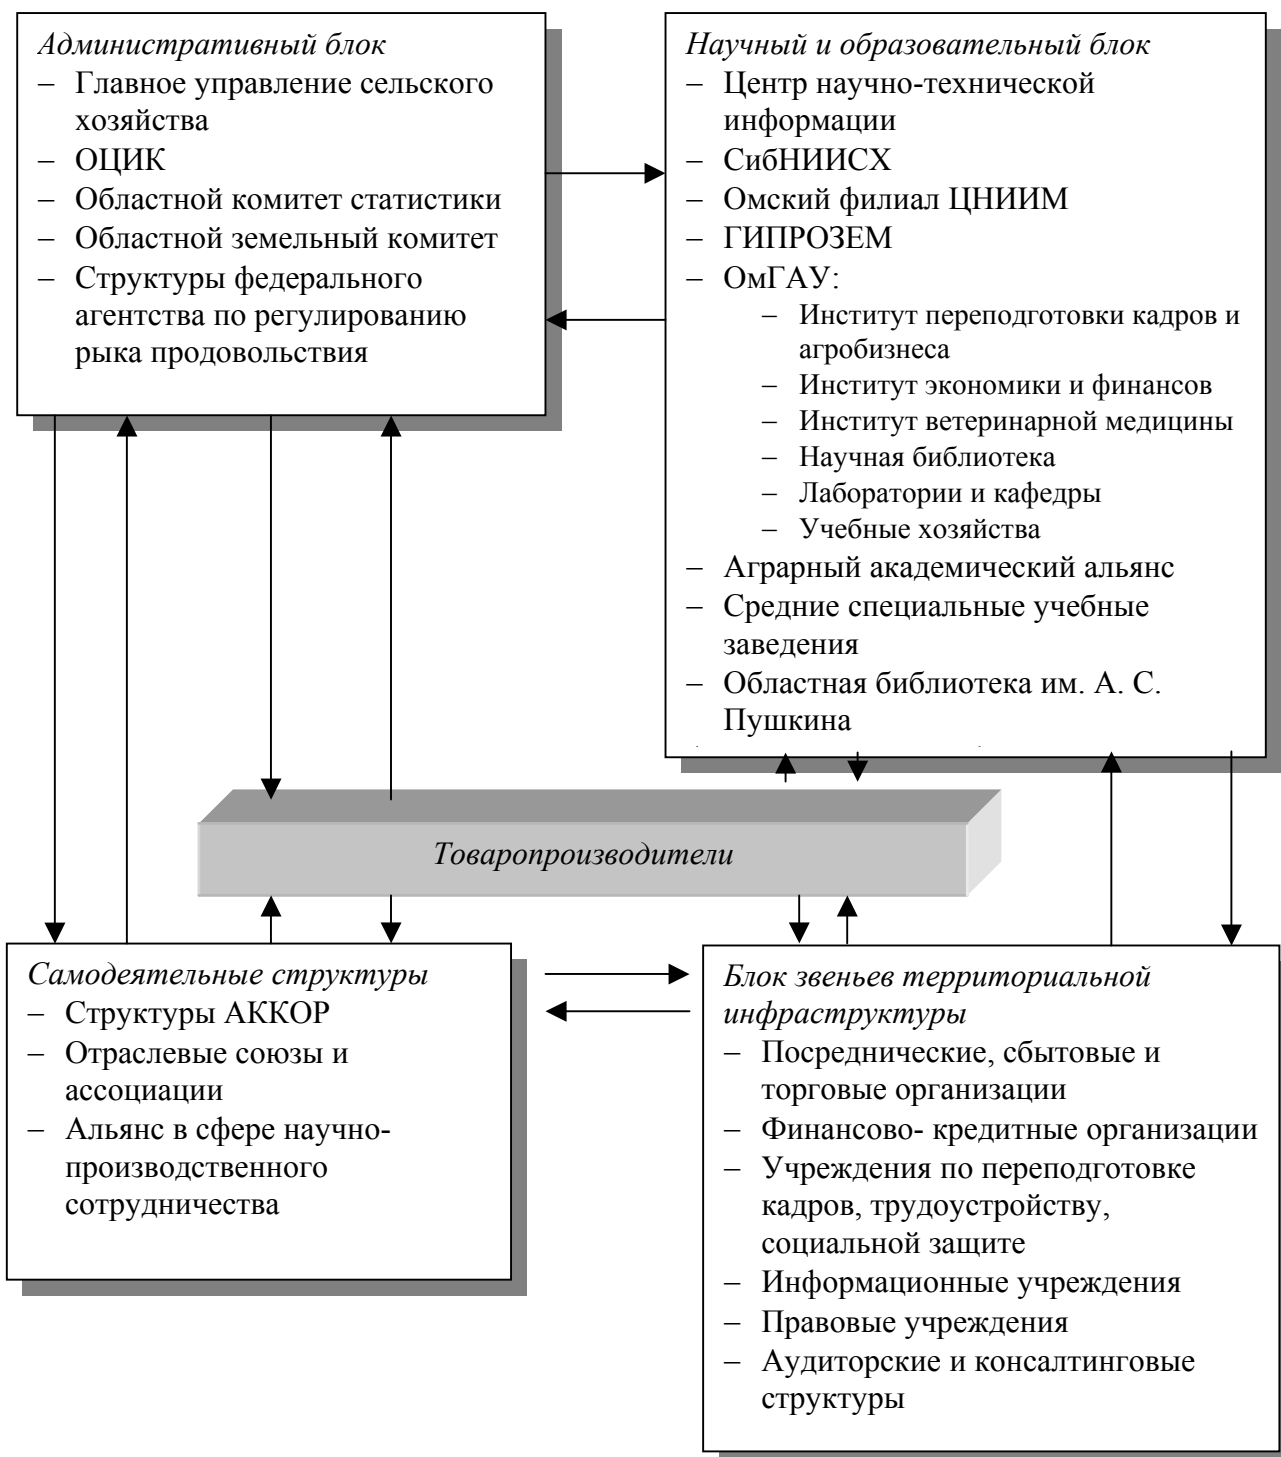 Административный блок
– Главное управление сельского
хозяйства
– ОЦИК
– Областной комитет статистики
– Областной земельный комитет
– Структуры федерального
агентства по регулированию
рыка продовольствия
Научный и образовательный блок
– Центр научно-технической
информации
– СибНИИСХ
– Омский филиал ЦНИИМ
– ГИПРОЗЕМ
– ОмГАУ:
– Институт переподготовки кадров и
агробизнеса
– Институт экономики и финансов
– Институт ветеринарной медицины
– Научная библиотека
– Лаборатории и кафедры
– Учебные хозяйства
– Аграрный академический альянс
– Средние специальные учебные
заведения
– Областная библиотека им. А. С.
Пушкина
Товаропроизводители
Самодеятельные структуры
– Структуры АККОР
– Отраслевые союзы и
ассоциации
– Альянс в сфере научно-
производственного
сотрудничества
Блок звеньев территориальной
инфраструктуры
– Посреднические, сбытовые и
торговые организации
– Финансово- кредитные организации
– Учреждения по переподготовке
кадров, трудоустройству,
социальной защите
– Информационные учреждения
– Правовые учреждения
– Аудиторские и консалтинговые
структуры